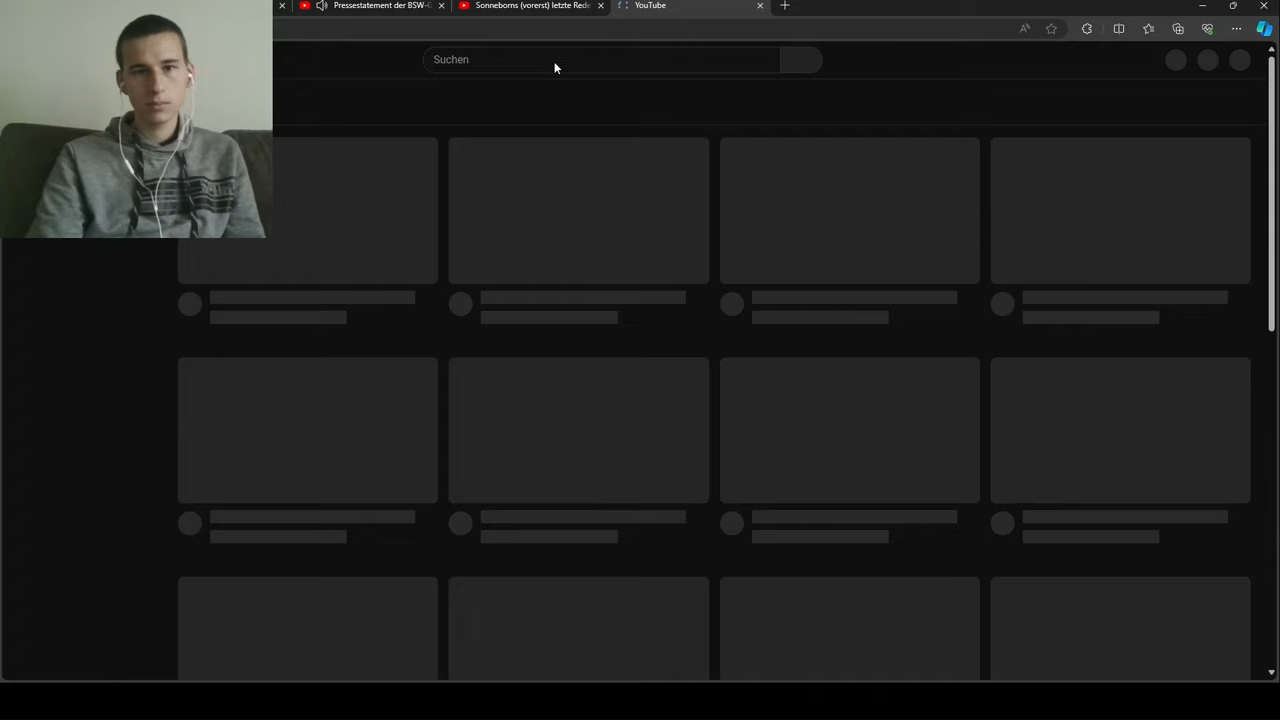 Pressestatement der BSW-G
Sonneborns (vorerst) letzte Rede
YouTube
Suchen